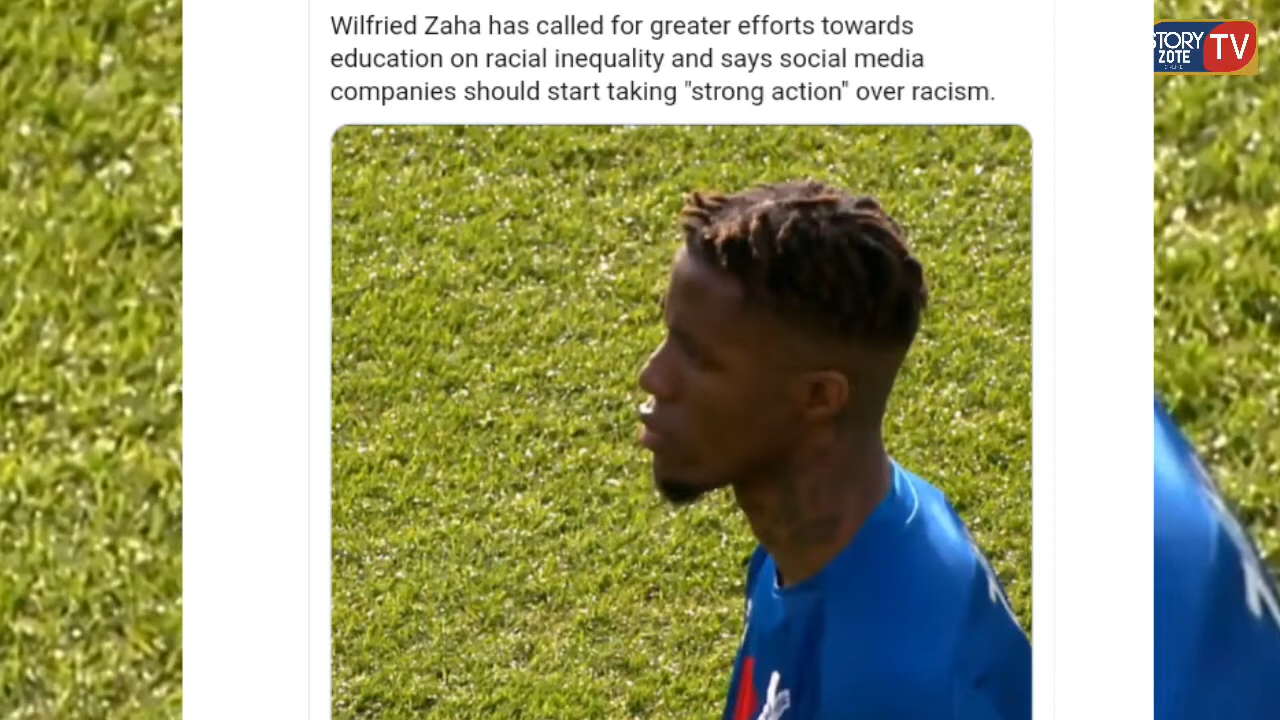 Wilfried Zaha has called for greater efforts towards
education on racial inequality and says social media
companies should start taking "strong action" over racism.
STORY
ZOTE
TV